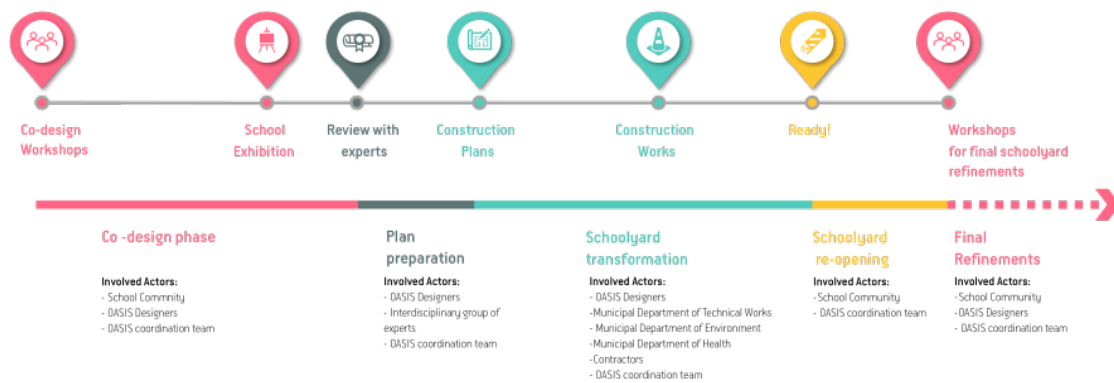 Co-design
Workshops
School
Exhibition
Review with
experts
Construction
Plans
Construction
Works
Ready!
Workshops
for final schoolyard
refinements
Co -design phase
Involved Actors:
- School Commnity
- OASIS Designers
- OASIS coordination team
Plan
preparation
Involved Actors:
- OASIS Designers
- Interdisciplinary group of
experts
- OASIS coordination team
Schoolyard
transformation
Involved Actors:
- OASIS Designers
-Municipal Department of Technical Works
- Municipal Department of Environment
-Municipal Department of Health
-Contractors
- OASIS coordination team
Schoolyard
re-opening
Involved Actors:
-School Community
- OASIS coordination team
Final
Refinements
Involved Actors:
-School Community
-OASIS Designers
- OASIS coordination team